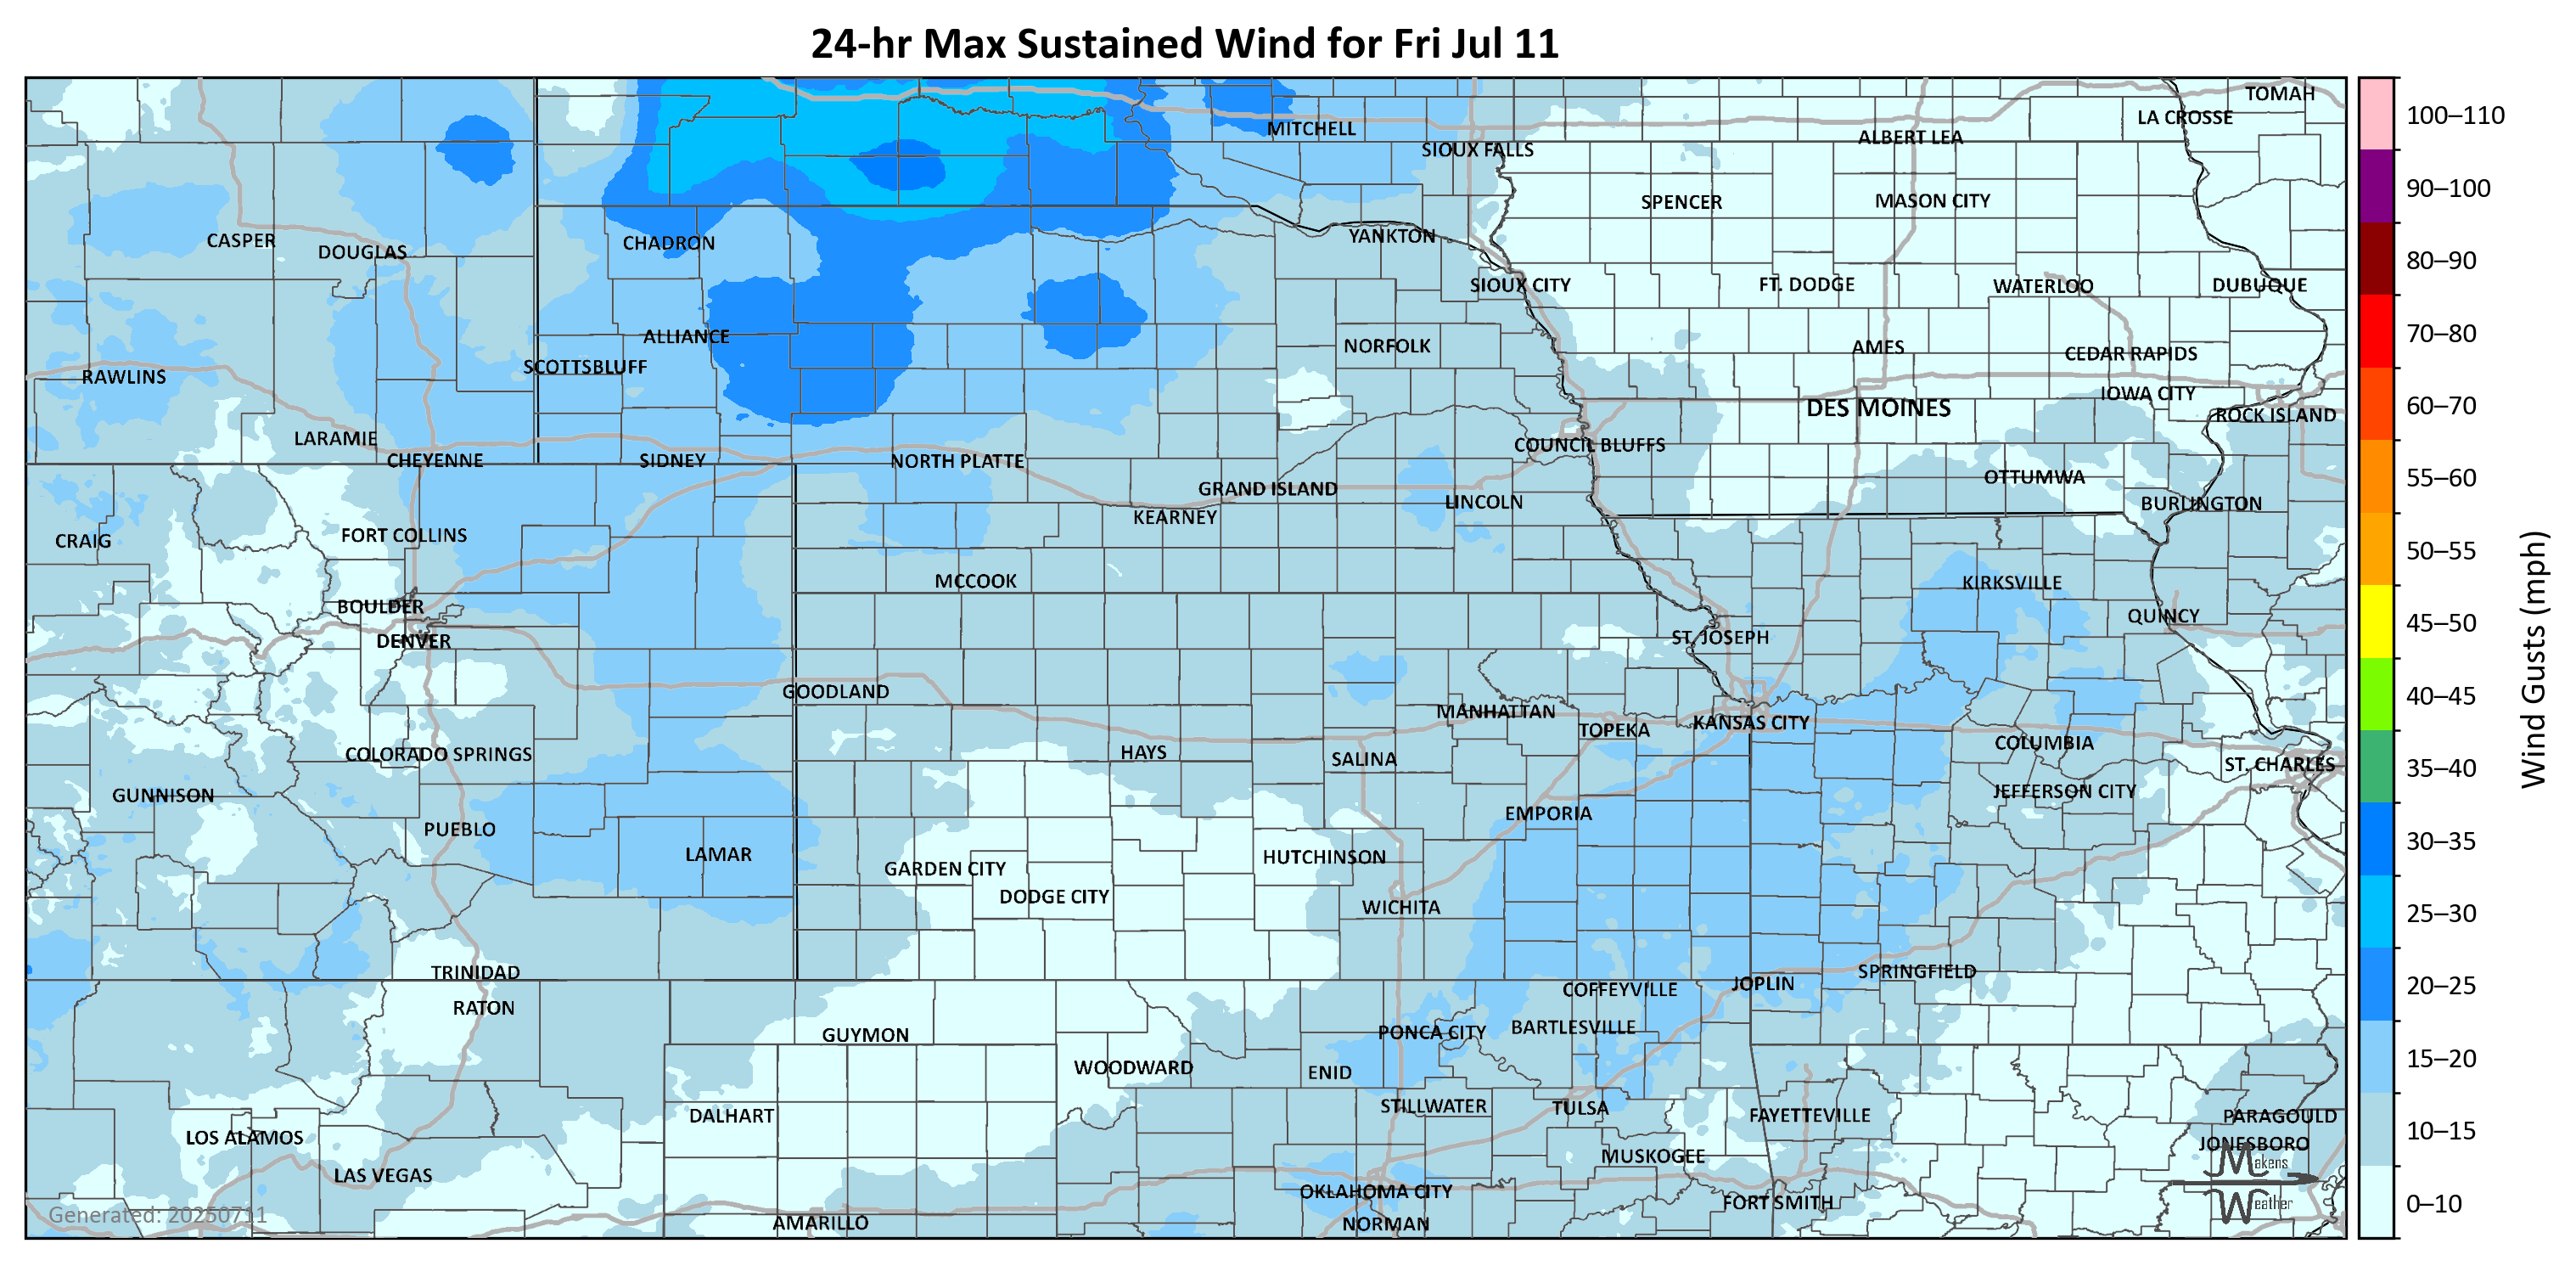 24-hr Max Sustained Wind for Fri Jul 11
TOMAH
LA CROSSE
MITCHELL
ALBERT LEA
SIOUX FALLS
SPENCER
MASON CITY
CASPER
DOUGLAS
CHADRON
YANKTON
SIOUX CITY
FT. DODGE
WATERLOO
DUBUQUE
ALLIANCE
NORFOLK
AMES
CEDAR RAPIDS
SCOTTSBLUFF
RAWLINS
IOWA CITY
DES MOINES
ROCK ISLAND
LARAMIE
COUNCIL BLUFFS
CHEYENNE
SIDNEY
NORTH PLATTE
OTTUMWA
GRAND ISLAND
LINCOLN
BURLINGTON
KEARNEY
FORT COLLINS
CRAIG
MCCOOK
KIRKSVILLE
BOULDER
QUINCY
DENVER
ST. JOSEPH
GOODLAND
MANHATTAN
KANSAS CITY
TOPEKA
COLUMBIA
COLORADO SPRINGS
HAYS
SALINA
ST. CHARLES
GUNNISON
JEFFERSON CITY
EMPORIA
PUEBLO
LAMAR
HUTCHINSON
GARDEN CITY
DODGE CITY
WICHITA
TRINIDAD
SPRINGFIELD
JOPLIN
COFFEYVILLE
RATON
BARTLESVILLE
PONCA CITY
GUYMON
WOODWARD
ENID
STILLWATER
TULSA
DALHART
FAYETTEVILLE
PARAGOULD
LOS ALAMOS
JONESBORO
MUSKOGEE
LAS VEGAS
OKLAHOMA CITY
FORT SMITH
AMARILLO
NORMAN
Generated: 20250711
Makens
Weather
100–110
90–100
80–90
70–80
60–70
55–60
50–55
45–50
40–45
35–40
30–35
25–30
20–25
15–20
10–15
0–10
Wind Gusts (mph)